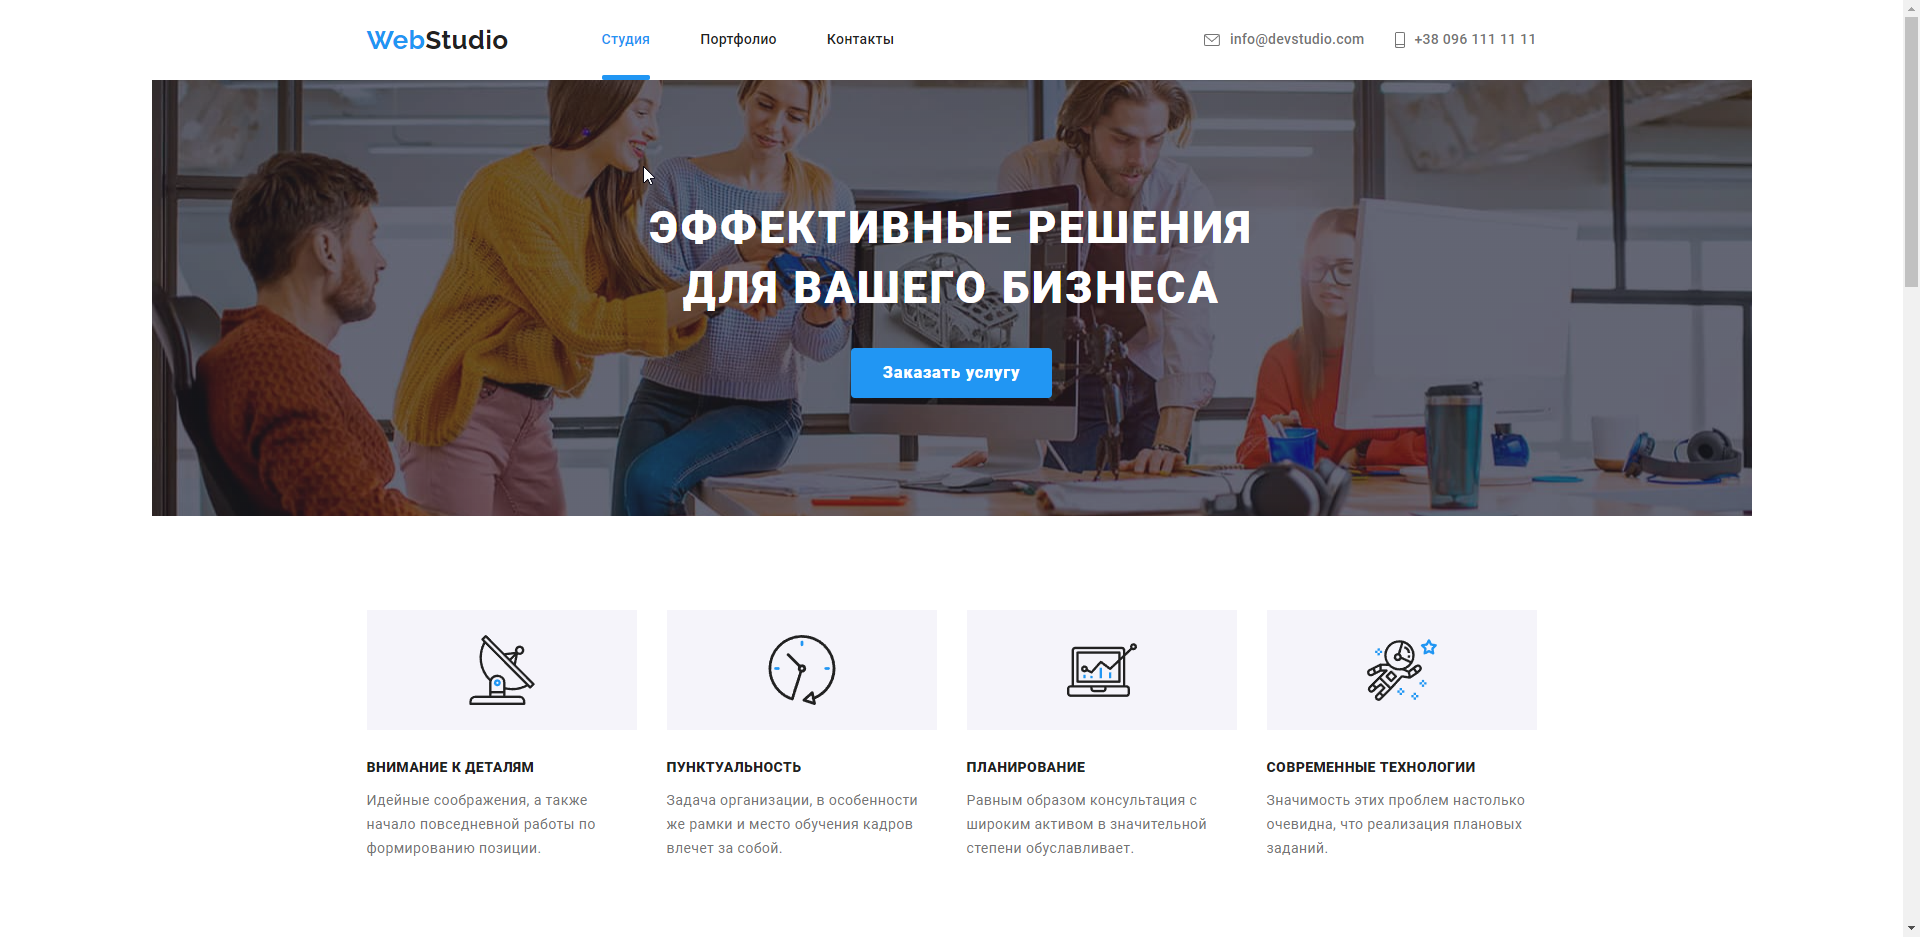 WebStudio
Студия
Портфолио
Контакты
info@devstudio.com
+38 096 111 11 11
ЭФФЕКТИВНЫЕ РЕШЕНИЯ
ДЛЯ ВАШЕГО БИЗНЕСА
Заказать услугу
ВНИМАНИЕ К ДЕТАЛЯМ
Идейные соображения, а также
начало повседневной работы по
формированию позиции.
ПУНКТУАЛЬНОСТЬ
Задача организации, в особенности
же рамки и место обучения кадров
влечет за собой.
ПЛАНИРОВАНИЕ
Равным образом консультация с
широким активом в значительной
степени обуславливает.
СОВРЕМЕННЫЕ ТЕХНОЛОГИИ
Значимость этих проблем настолько
очевидна, что реализация плановых
заданий.